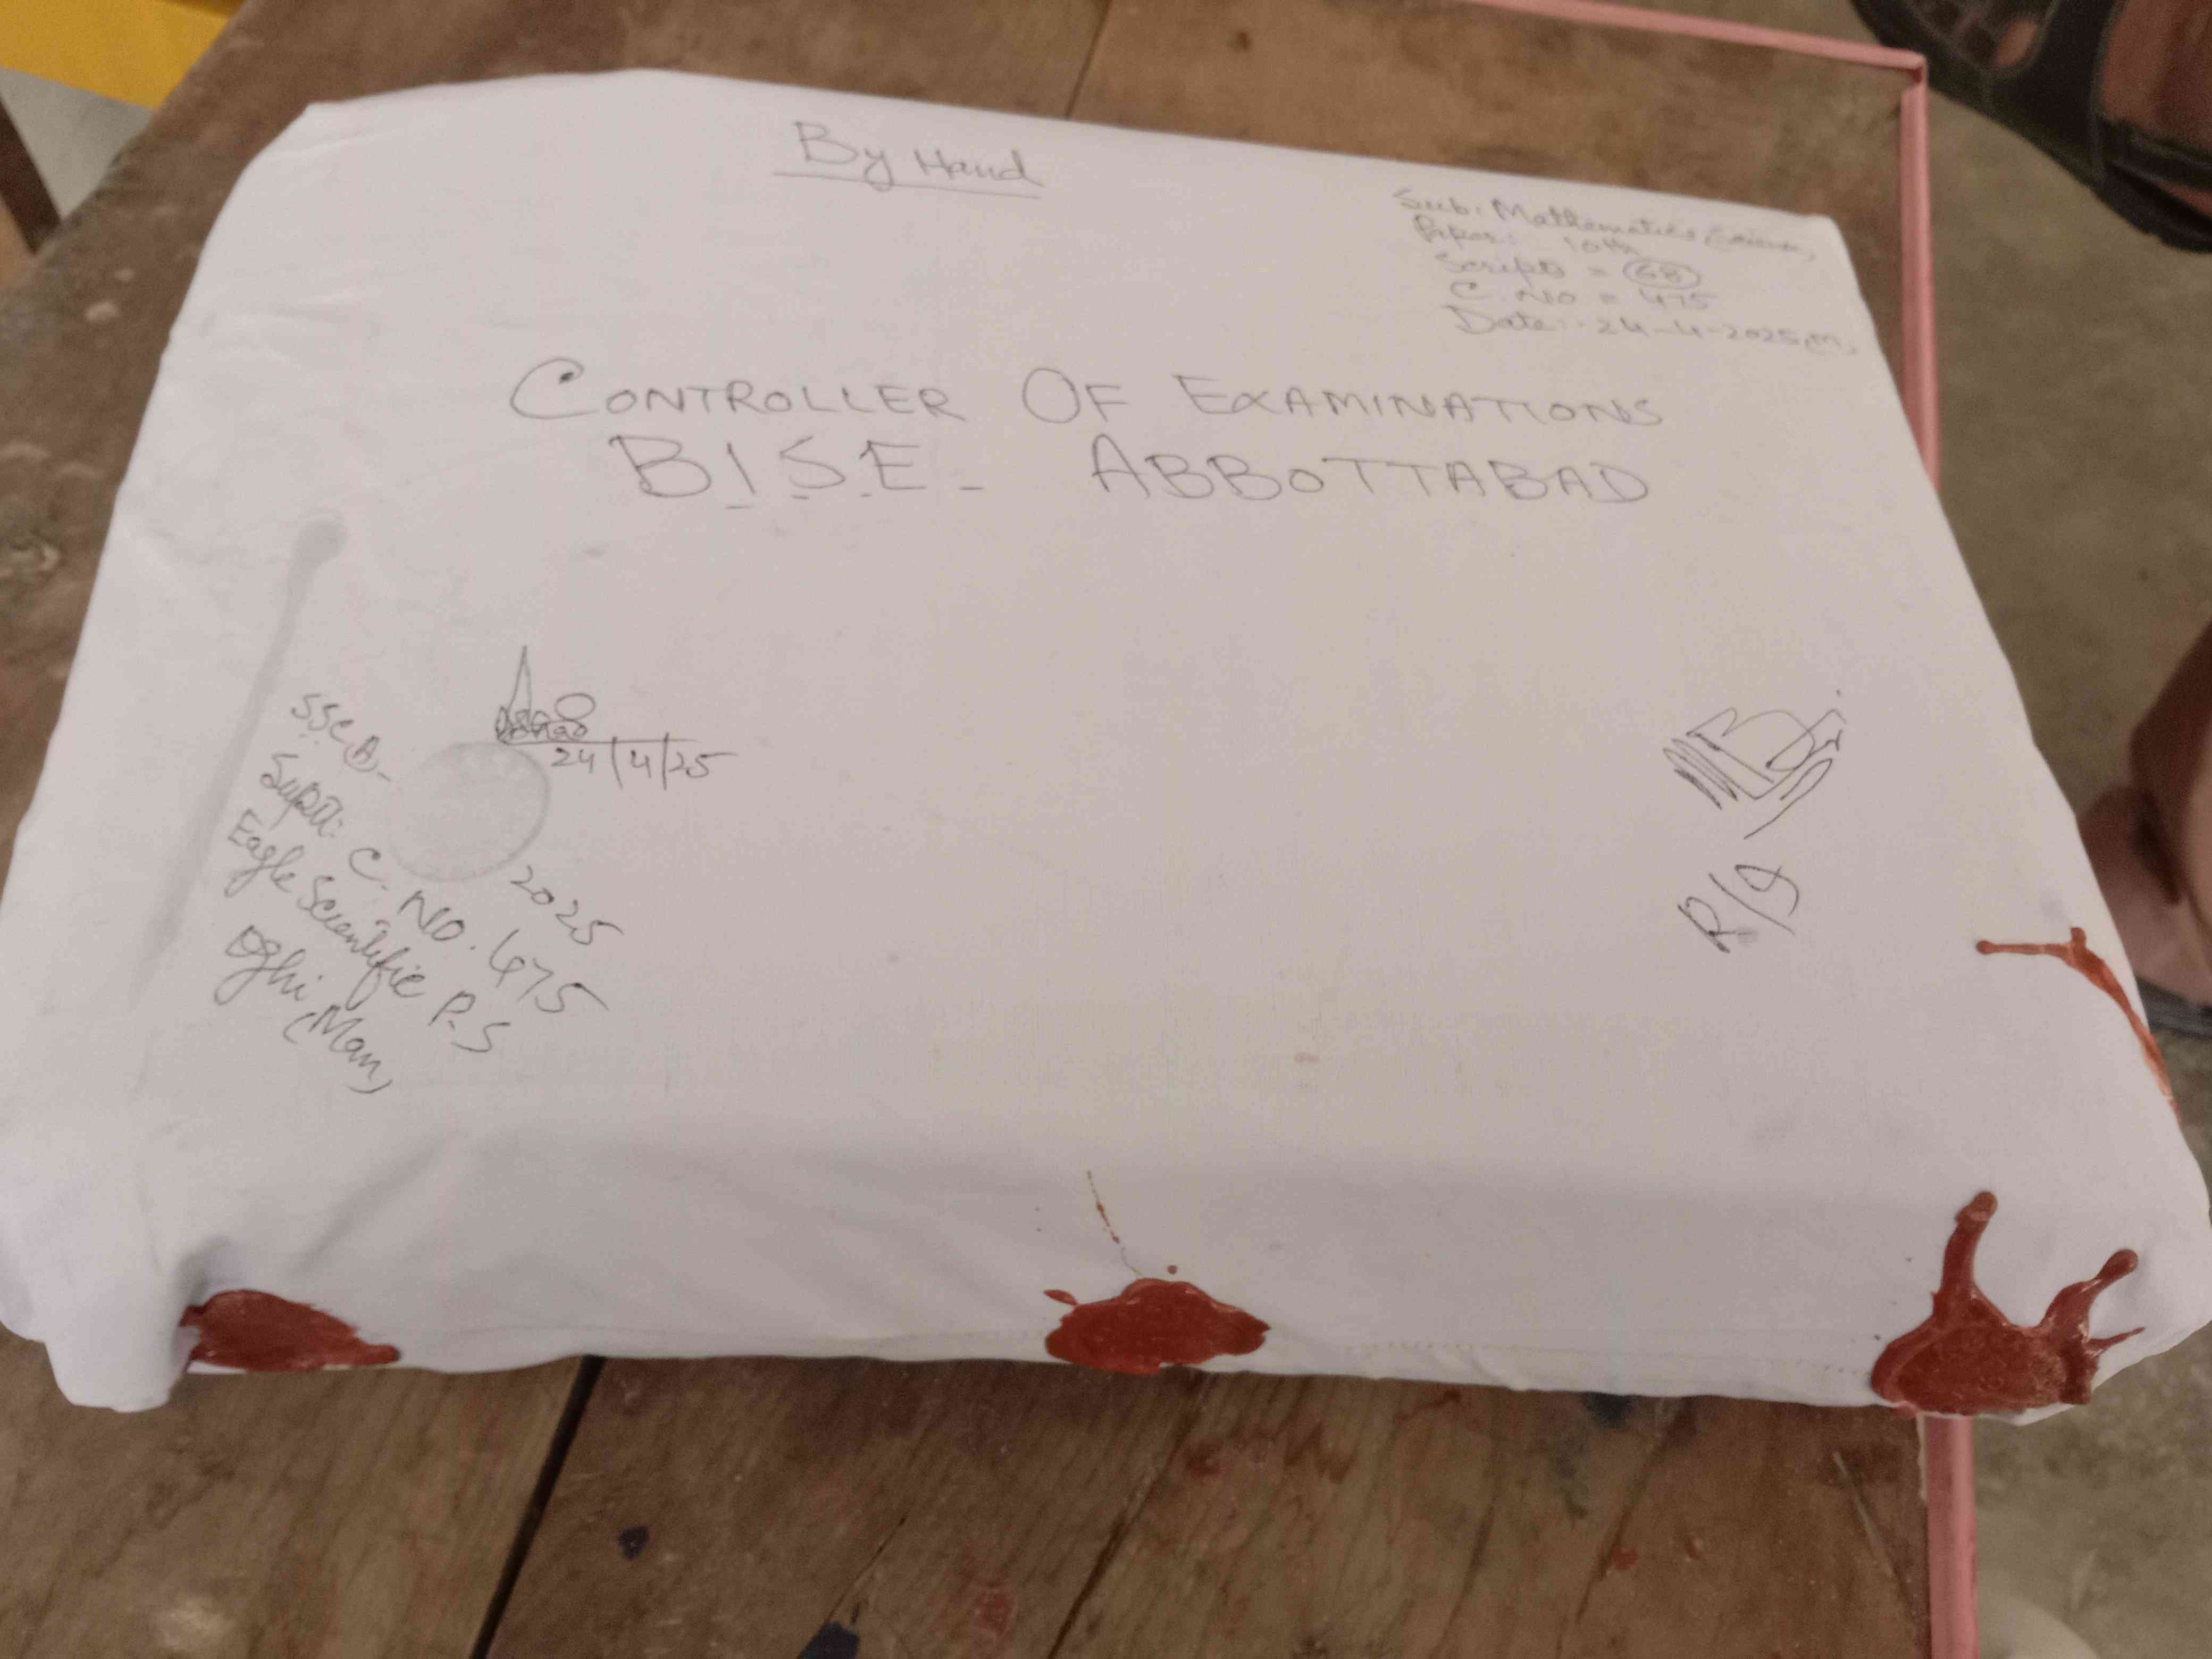 By Hand
Sub: Mathematics (Science)
Paper: 10th
Scripts = 68
C. No = 475
Date: 24-4-2025 (M)
CONTROLLER OF EXAMINATIONS
B.I.S.E. ABBOTTABAD
24/4/25
SSC(A)- 2025
Supdt: C. NO. 475
Eagle Scientific P.S
Oghi (Man)
R/I